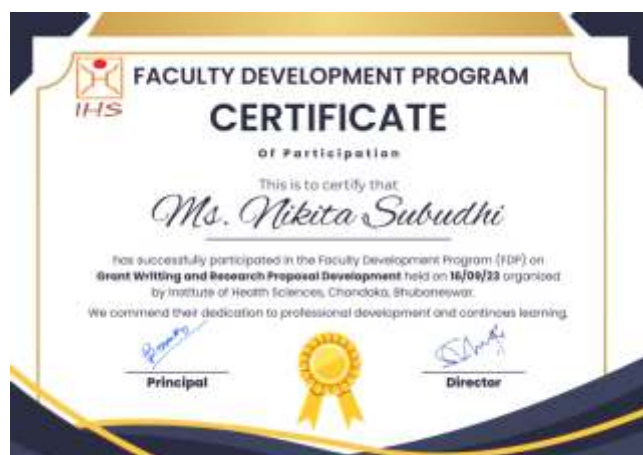 IHS
FACULTY DEVELOPMENT PROGRAM
CERTIFICATE
Of Participation
This is to certify that
Ms. Nikita Subudhi
has successfully participated in the Faculty Development Program (FDP) on
Grant Writting and Research Proposal Development held on 16/09/23 organized
by Institute of Health Sciences, Chandaka, Bhubaneswar.
We commend their dedication to professional development and continues learning.
Principal
Director